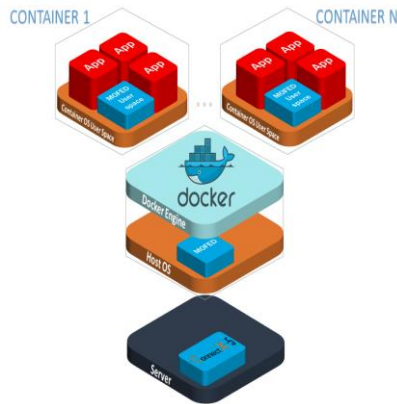 CONTAINER 1
CONTAINER N
App
App
App
MOFED
User
space
Container OS User Space
...
App
App
App
MOFED
User
space
Container OS User Space
docker
Docker Engine
MOFED
Host OS
Server